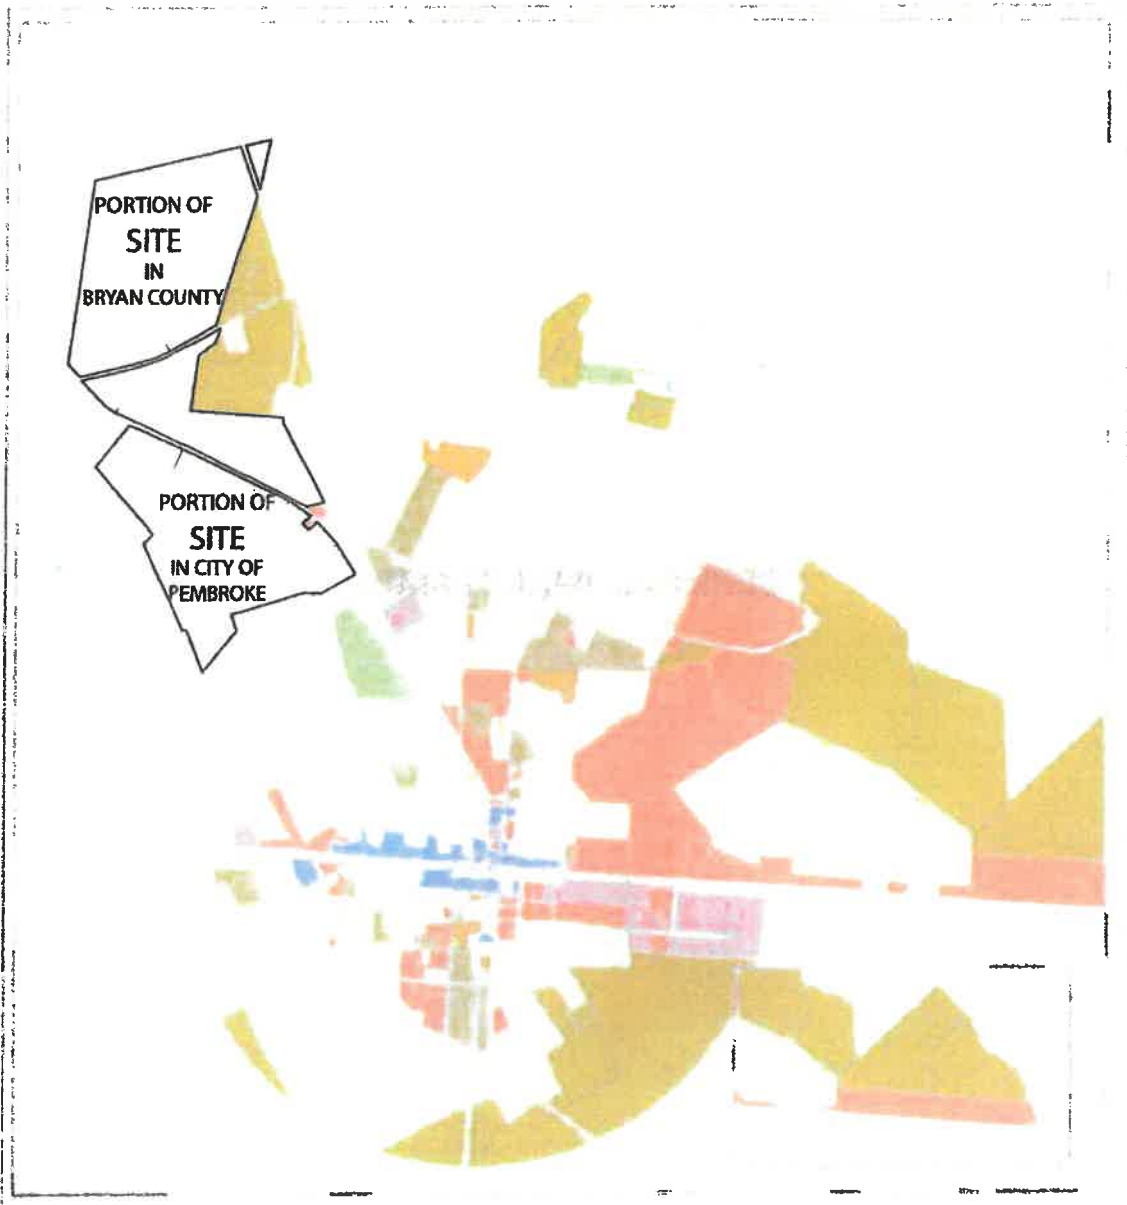 PORTION OF
SITE
IN
BRYAN COUNTY
PORTION OF
SITE
IN CITY OF
PEMBROKE